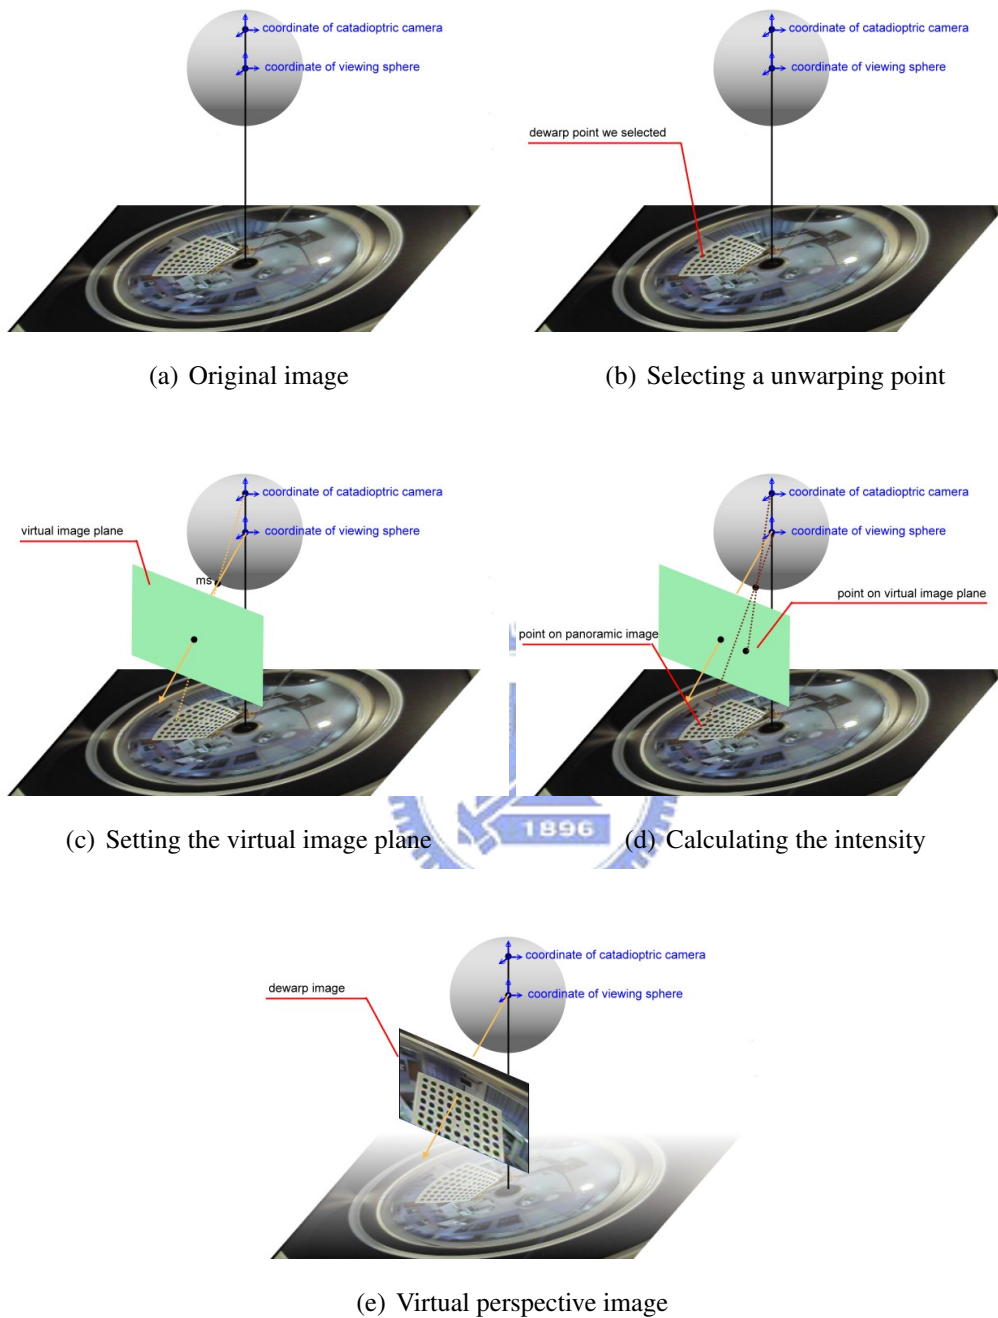 coordinate of catadioptric camera
coordinate of viewing sphere
(a) Original image
coordinate of catadioptric camera
coordinate of viewing sphere
dewarp point we selected
(b) Selecting a unwarping point
coordinate of catadioptric camera
coordinate of viewing sphere
virtual image plane
ms
(c) Setting the virtual image plane
coordinate of catadioptric camera
coordinate of viewing sphere
point on virtual image plane
point on panoramic image
(d) Calculating the intensity
1896
coordinate of catadioptric camera
coordinate of viewing sphere
dewarp image
(e) Virtual perspective image